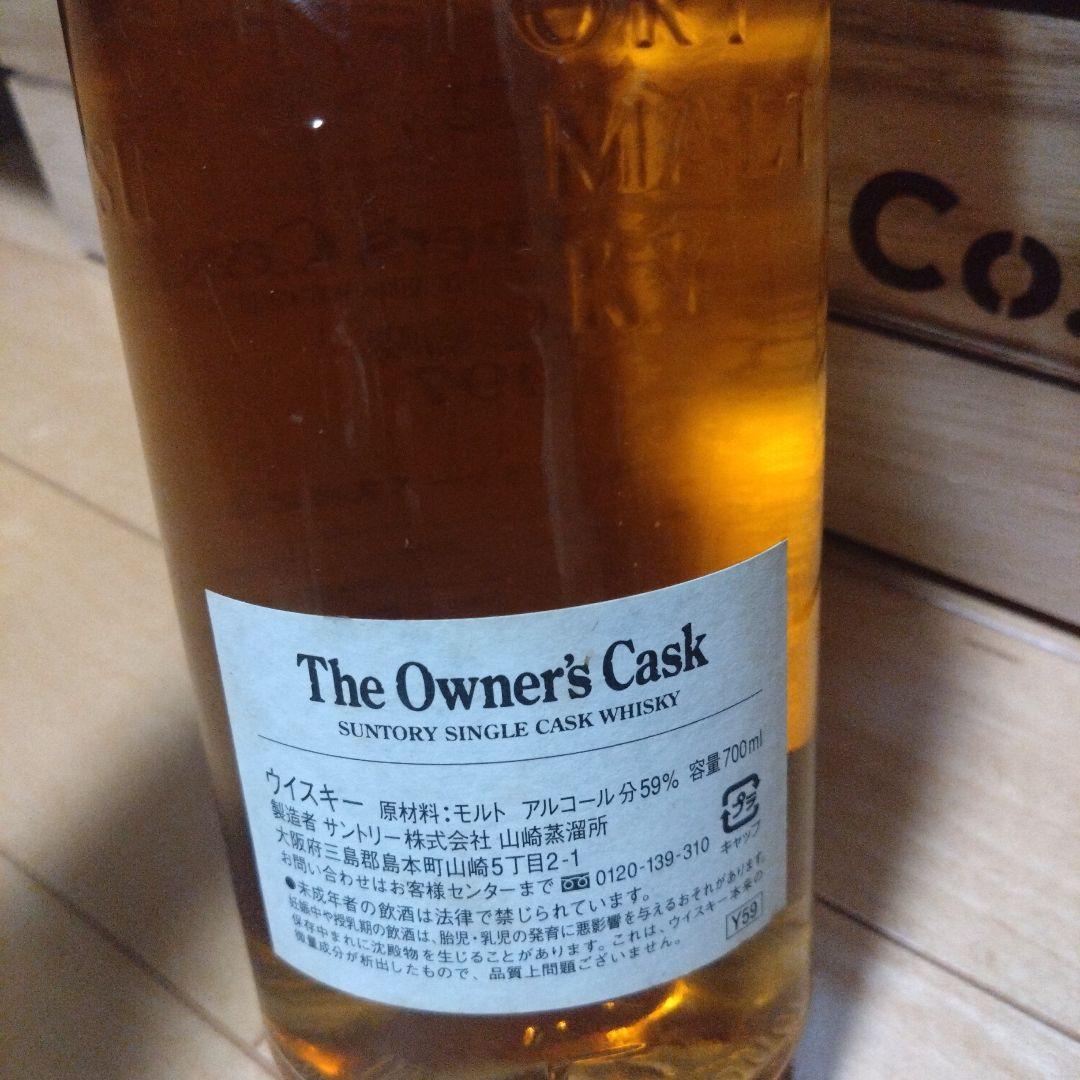 MALT
Co
The Owner's Cask
SUNTORY SINGLE CASK WHISKY
ウイスキー 原材料：モルト アルコール分59% 容量700ml
製造者 サントリー株式会社 山崎蒸溜所
大阪府三島郡島本町山崎5丁目2-1
お問い合わせはお客様センターまで 0120-139-310
プラ
キャップ
●未成年者の飲酒は法律で禁じられています。
妊娠中や授乳期の飲酒は、胎児・乳児の発育に悪影響を与えるおそれがあります。
保存中まれに沈殿物を生じることがあります。これは、ウイスキー本来の
微量成分が析出したもので、品質上問題ございません。
Y59